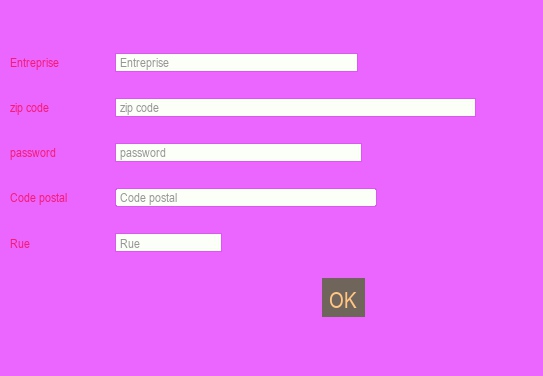 Entreprise Entreprise
zip code zip code
password password
Code postal Code postal
Rue Rue
OK